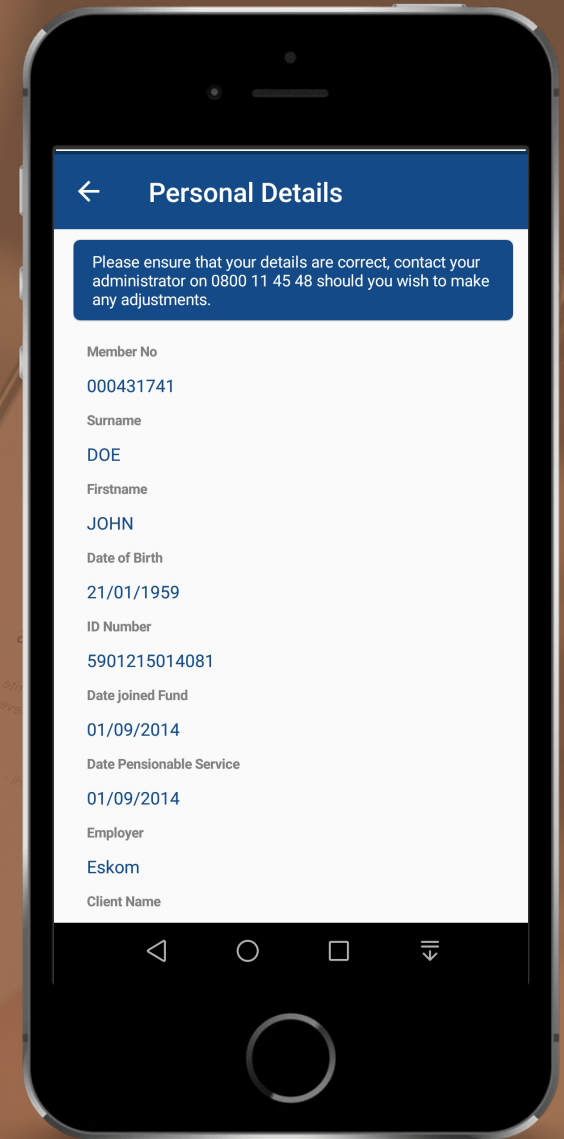 Personal Details
Please ensure that your details are correct, contact your
administrator on 0800 11 45 48 should you wish to make
any adjustments.
Member No
000431741
Surname
DOE
Firstname
JOHN
Date of Birth
21/01/1959
ID Number
5901215014081
Date joined Fund
01/09/2014
Date Pensionable Service
01/09/2014
Employer
Eskom
Client Name